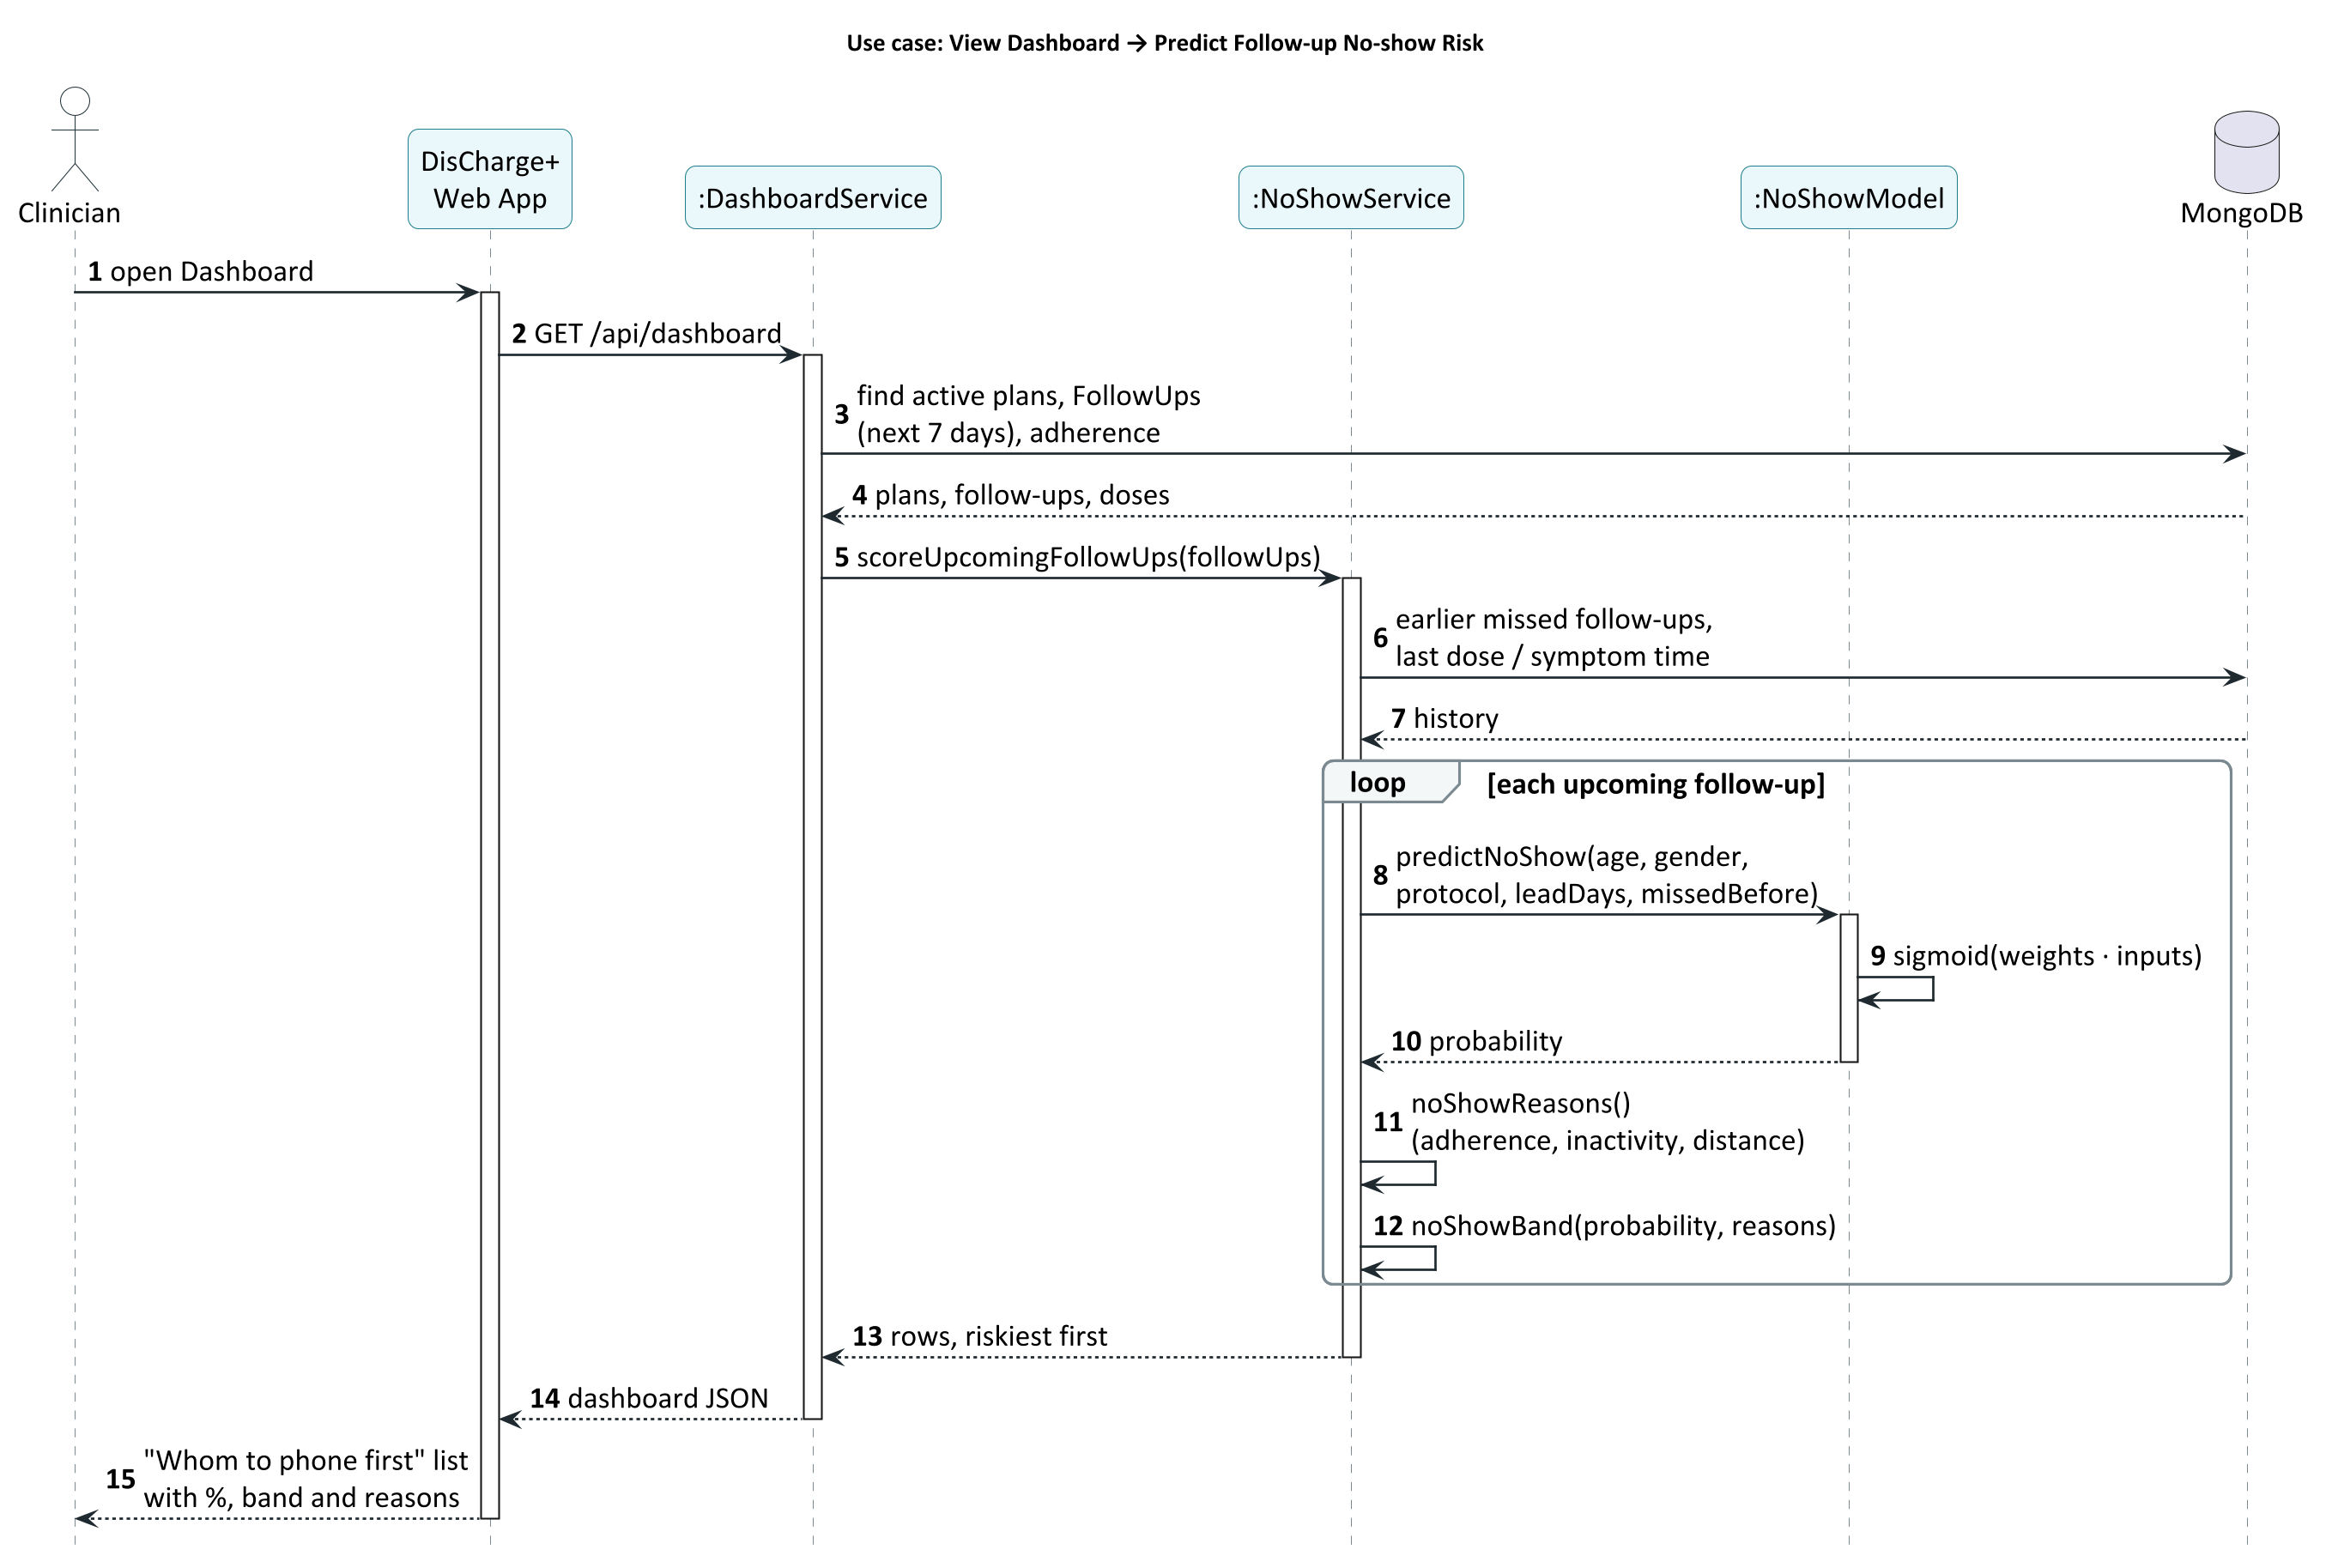 Use case: View Dashboard → Predict Follow-up No-show Risk
Clinician
DisCharge+
Web App
:DashboardService
:NoShowService
:NoShowModel
MongoDB
1 open Dashboard
2 GET /api/dashboard
3 find active plans, FollowUps
(next 7 days), adherence
4 plans, follow-ups, doses
5 scoreUpcomingFollowUps(followUps)
6 earlier missed follow-ups,
last dose / symptom time
7 history
loop [each upcoming follow-up]
8 predictNoShow(age, gender,
protocol, leadDays, missedBefore)
9 sigmoid(weights · inputs)
10 probability
11 noShowReasons()
(adherence, inactivity, distance)
12 noShowBand(probability, reasons)
13 rows, riskiest first
14 dashboard JSON
15 "Whom to phone first" list
with %, band and reasons